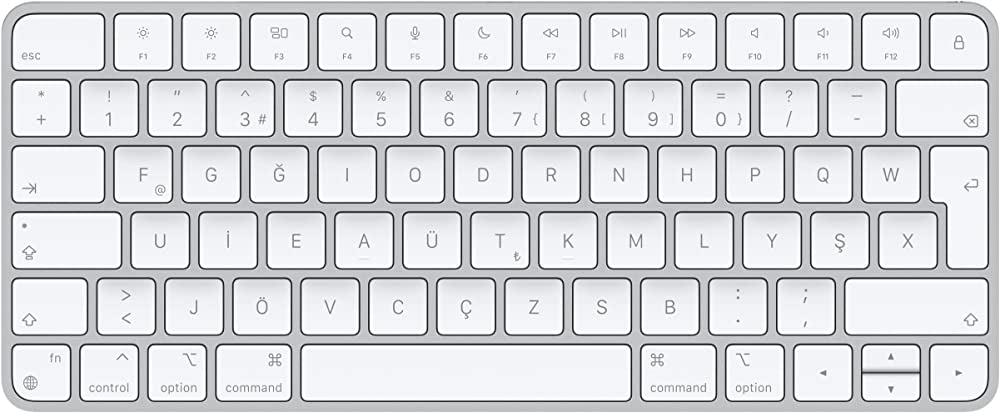 esc F1 F2 F3 F4 F5 F6 F7 F8 F9 F10 F11 F12
* + ! 1 " 2 ^ 3 # $ 4 % 5 & 6 ' 7 { ( 8 [ ) 9 ] = 0 } ? / — -
F @ G Ğ I O D R N H P Q W
U İ E A Ü T ₺ K M L Y Ş X
> < J Ö V C Ç Z S B : . ; ,
fn control option ⌘ command ⌘ command option